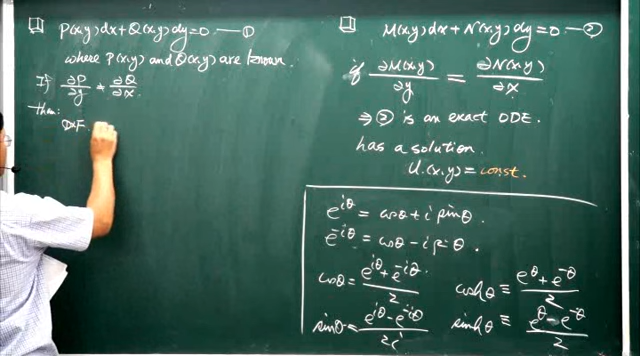 □ P(x,y)dx+Q(x,y)dy=0.—①
where P(x,y) and Q(x,y) are known.
If ∂P/∂y ≠ ∂Q/∂x.
then:
① ×F.
□ M(x,y)dx+N(x,y)dy=0—②
if ∂M(x,y)/∂y = ∂N(x,y)/∂x
⇒ ② is an exact ODE.
has a solution.
U(x,y)=const.
e^{iθ} = cosθ+i sinθ.
e^{-iθ} = cosθ-i sinθ.
cosθ = (e^{iθ}+e^{-iθ})/2
coshθ ≡ (e^θ+e^{-θ})/2
sinθ = (e^{iθ}-e^{-iθ})/2i
sinhθ ≡ (e^θ-e^{-θ})/2